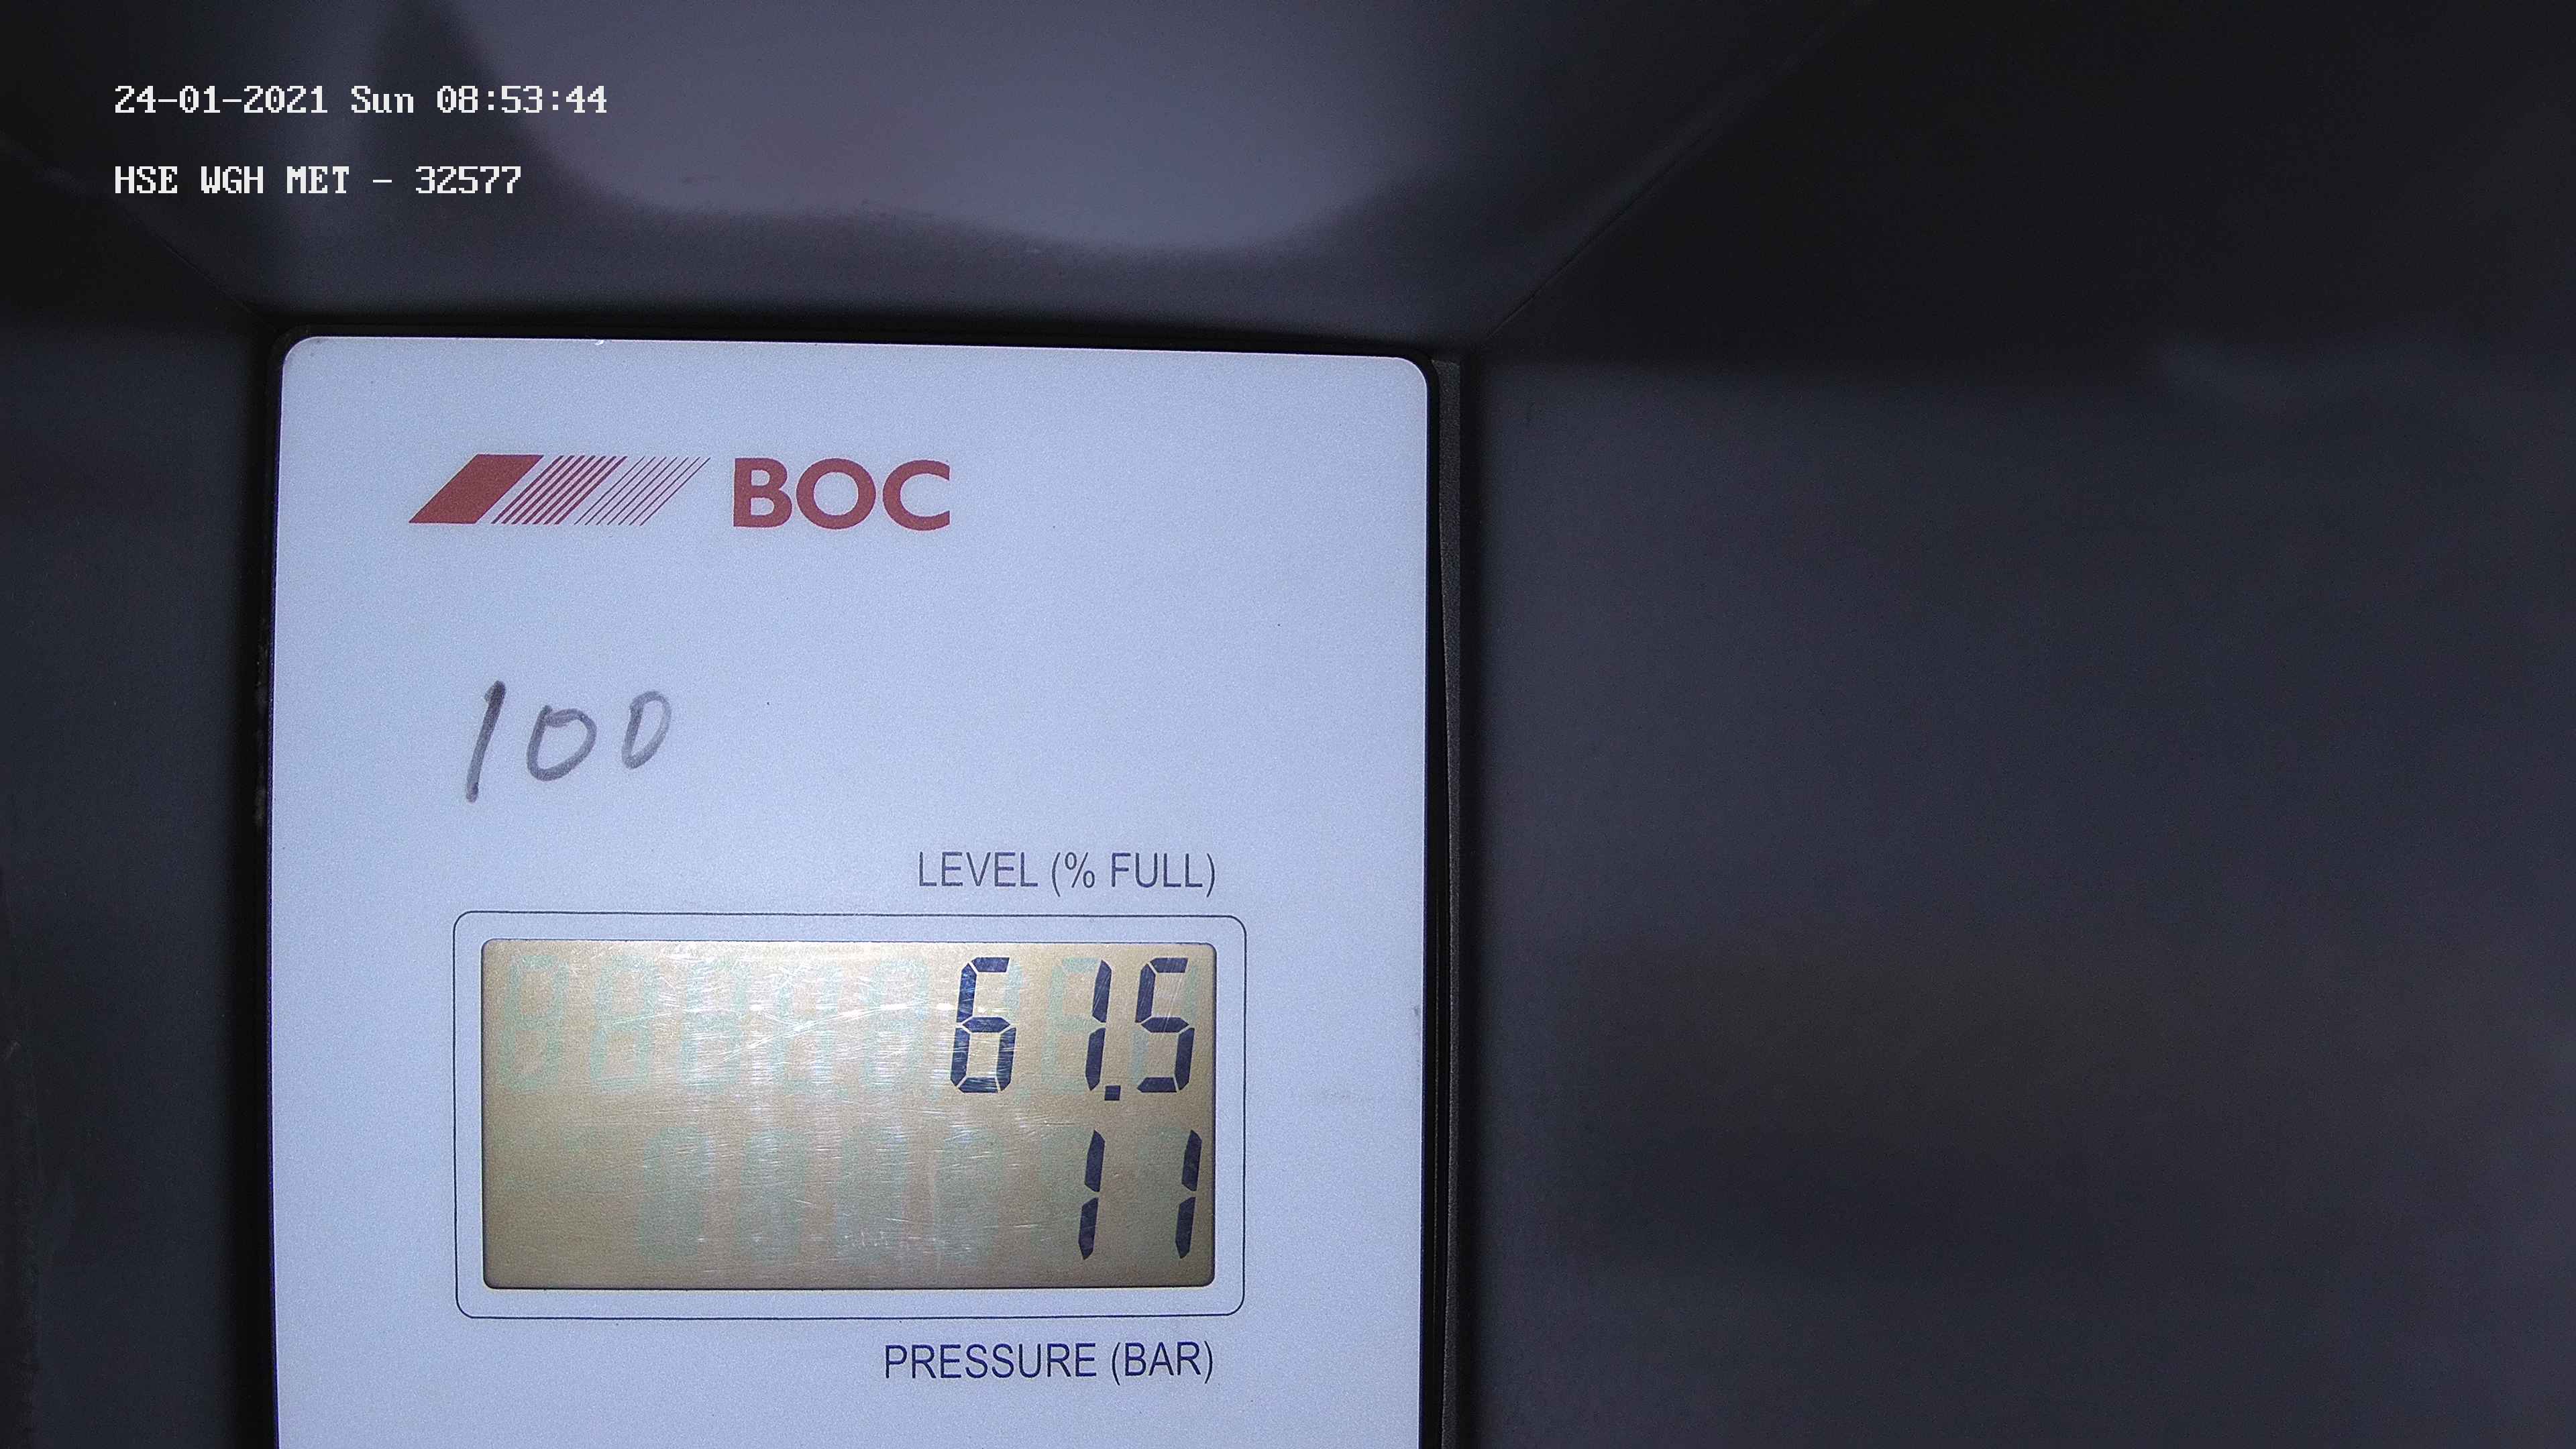 24-01-2021 Sun 08:53:44
HSE WGH MET - 32577
BOC
100
LEVEL (% FULL)
61.5
11
PRESSURE (BAR)